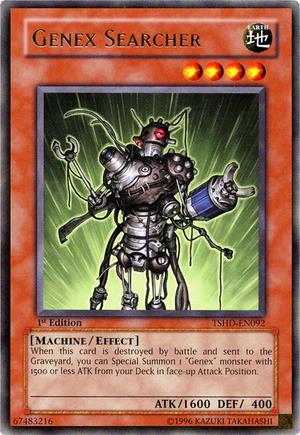 GENEX SEARCHER
EARTH
地
1st Edition
TSHD-EN092
[MACHINE / EFFECT]
When this card is destroyed by battle and sent to the
Graveyard, you can Special Summon 1 "Genex" monster with
1500 or less ATK from your Deck in face-up Attack Position.
ATK/1600 DEF/ 400
67483216
©1996 KAZUKI TAKAHASHI